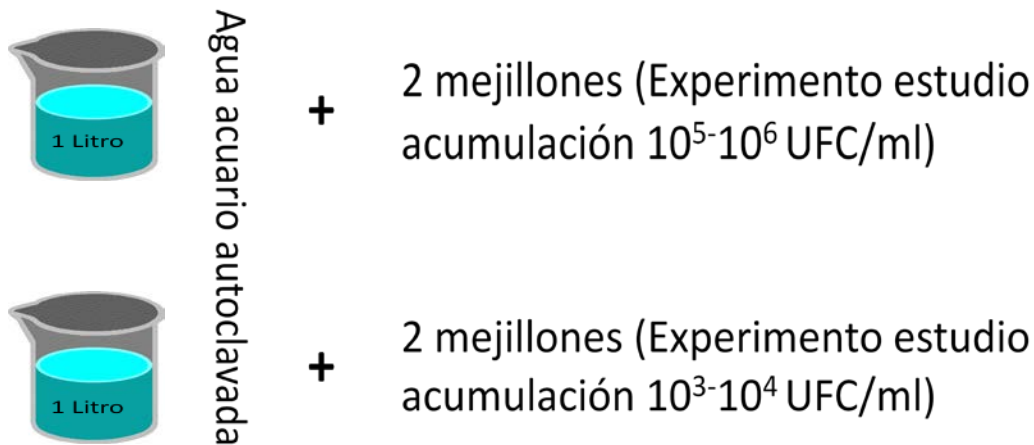 1 Litro
Agua acuario autoclavada
+
2 mejillones (Experimento estudio
acumulación 10⁵⁻10⁶ UFC/ml)
1 Litro
+
2 mejillones (Experimento estudio
acumulación 10³⁻10⁴ UFC/ml)